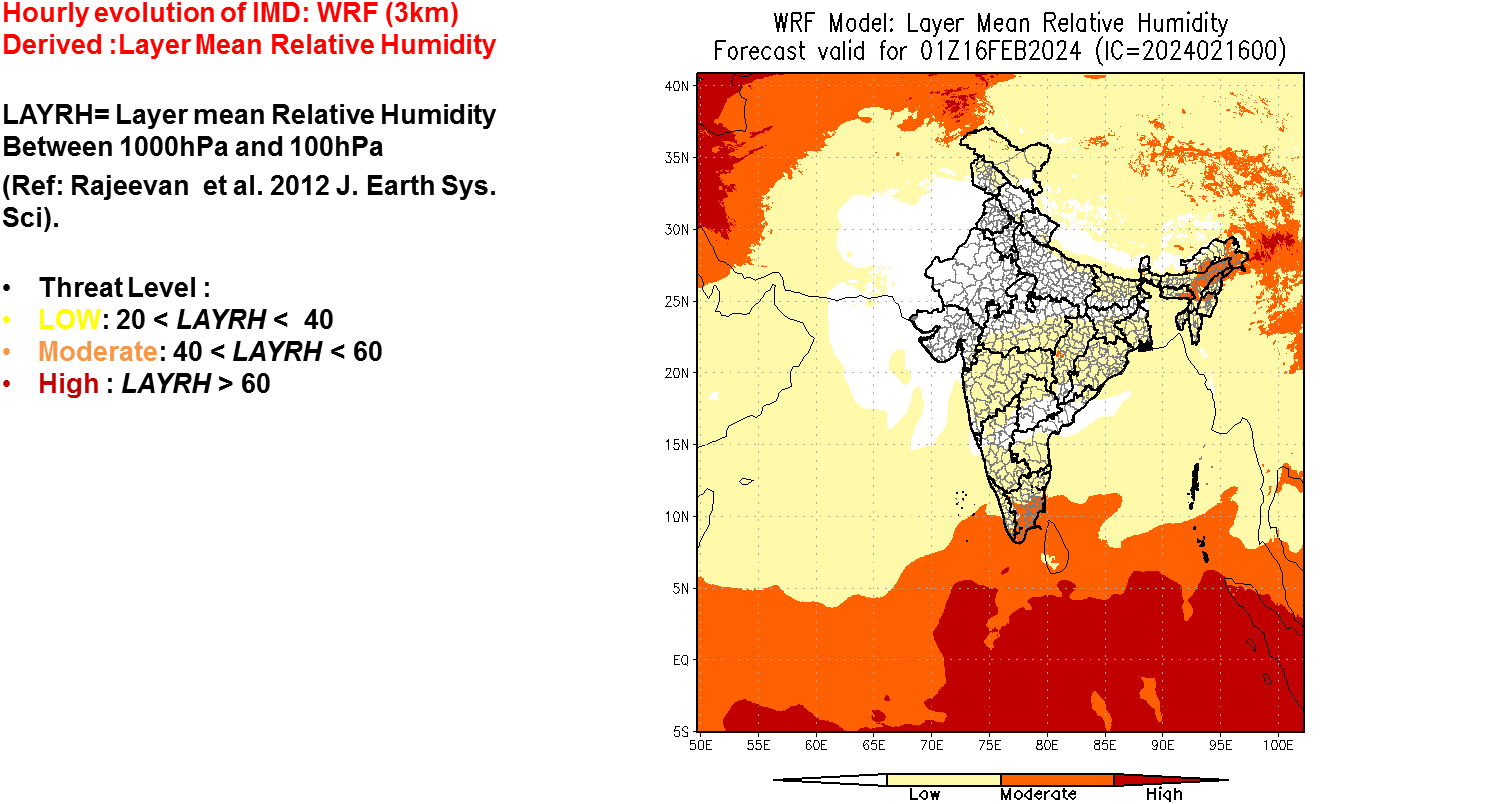 Hourly evolution of IMD: WRF (3km)
Derived :Layer Mean Relative Humidity
LAYRH= Layer mean Relative Humidity
Between 1000hPa and 100hPa
(Ref: Rajeevan et al. 2012 J. Earth Sys.
Sci).
• Threat Level :
• LOW: 20 < LAYRH < 40
• Moderate: 40 < LAYRH < 60
• High : LAYRH > 60
WRF Model: Layer Mean Relative Humidity
Forecast valid for 01Z16FEB2024 (IC=2024021600)
40N
35N
30N
25N
20N
15N
10N
5N
EQ
5S
50E 55E 60E 65E 70E 75E 80E 85E 90E 95E 100E
Low Moderate High